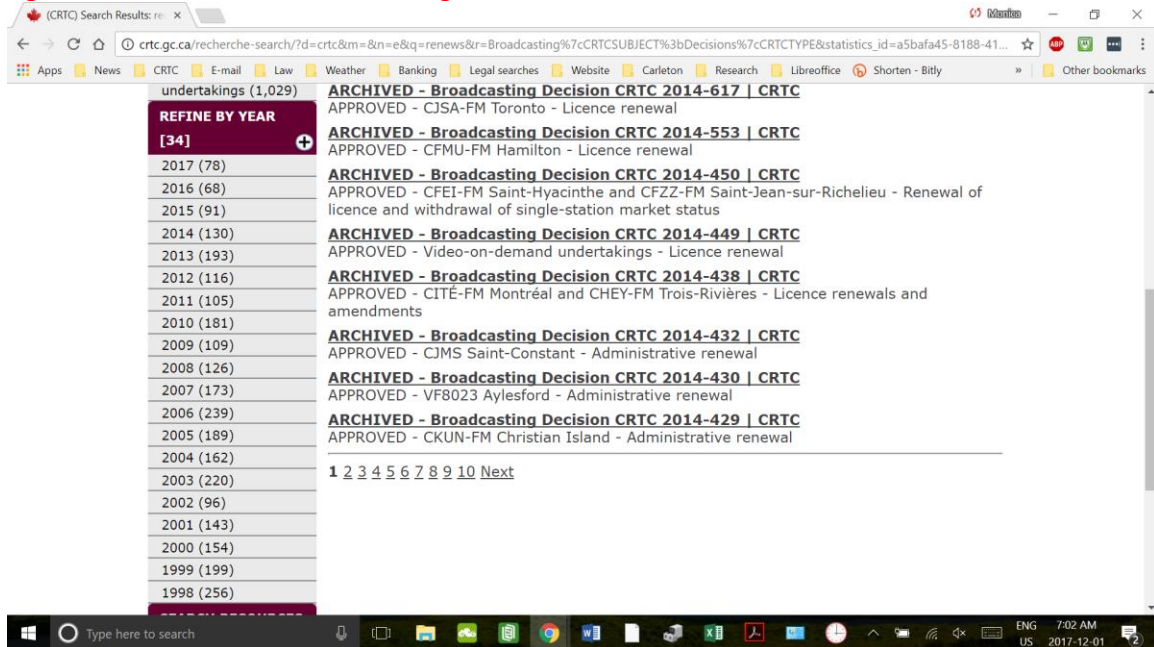 (CRTC) Search Results: re
Monica
crtc.gc.ca/recherche-search/?d=crtc&m=&n=e&q=renews&r=Broadcasting%7cCRTCSUBJECT%3bDecisions%7cCRTCTYPE&statistics_id=a5bafa45-8188-41...
ABP
Apps News CRTC E-mail Law Weather Banking Legal searches Website Carleton Research Libreoffice Shorten - Bitly » Other bookmarks
undertakings (1,029)
REFINE BY YEAR
[34]
2017 (78)
2016 (68)
2015 (91)
2014 (130)
2013 (193)
2012 (116)
2011 (105)
2010 (181)
2009 (109)
2008 (126)
2007 (173)
2006 (239)
2005 (189)
2004 (162)
2003 (220)
2002 (96)
2001 (143)
2000 (154)
1999 (199)
1998 (256)
ARCHIVED - Broadcasting Decision CRTC 2014-617 | CRTC
APPROVED - CJSA-FM Toronto - Licence renewal
ARCHIVED - Broadcasting Decision CRTC 2014-553 | CRTC
APPROVED - CFMU-FM Hamilton - Licence renewal
ARCHIVED - Broadcasting Decision CRTC 2014-450 | CRTC
APPROVED - CFEI-FM Saint-Hyacinthe and CFZZ-FM Saint-Jean-sur-Richelieu - Renewal of
licence and withdrawal of single-station market status
ARCHIVED - Broadcasting Decision CRTC 2014-449 | CRTC
APPROVED - Video-on-demand undertakings - Licence renewal
ARCHIVED - Broadcasting Decision CRTC 2014-438 | CRTC
APPROVED - CITÉ-FM Montréal and CHEY-FM Trois-Rivières - Licence renewals and
amendments
ARCHIVED - Broadcasting Decision CRTC 2014-432 | CRTC
APPROVED - CJMS Saint-Constant - Administrative renewal
ARCHIVED - Broadcasting Decision CRTC 2014-430 | CRTC
APPROVED - VF8023 Aylesford - Administrative renewal
ARCHIVED - Broadcasting Decision CRTC 2014-429 | CRTC
APPROVED - CKUN-FM Christian Island - Administrative renewal
1 2 3 4 5 6 7 8 9 10 Next
Type here to search
ENG 7:02 AM
US 2017-12-01
2